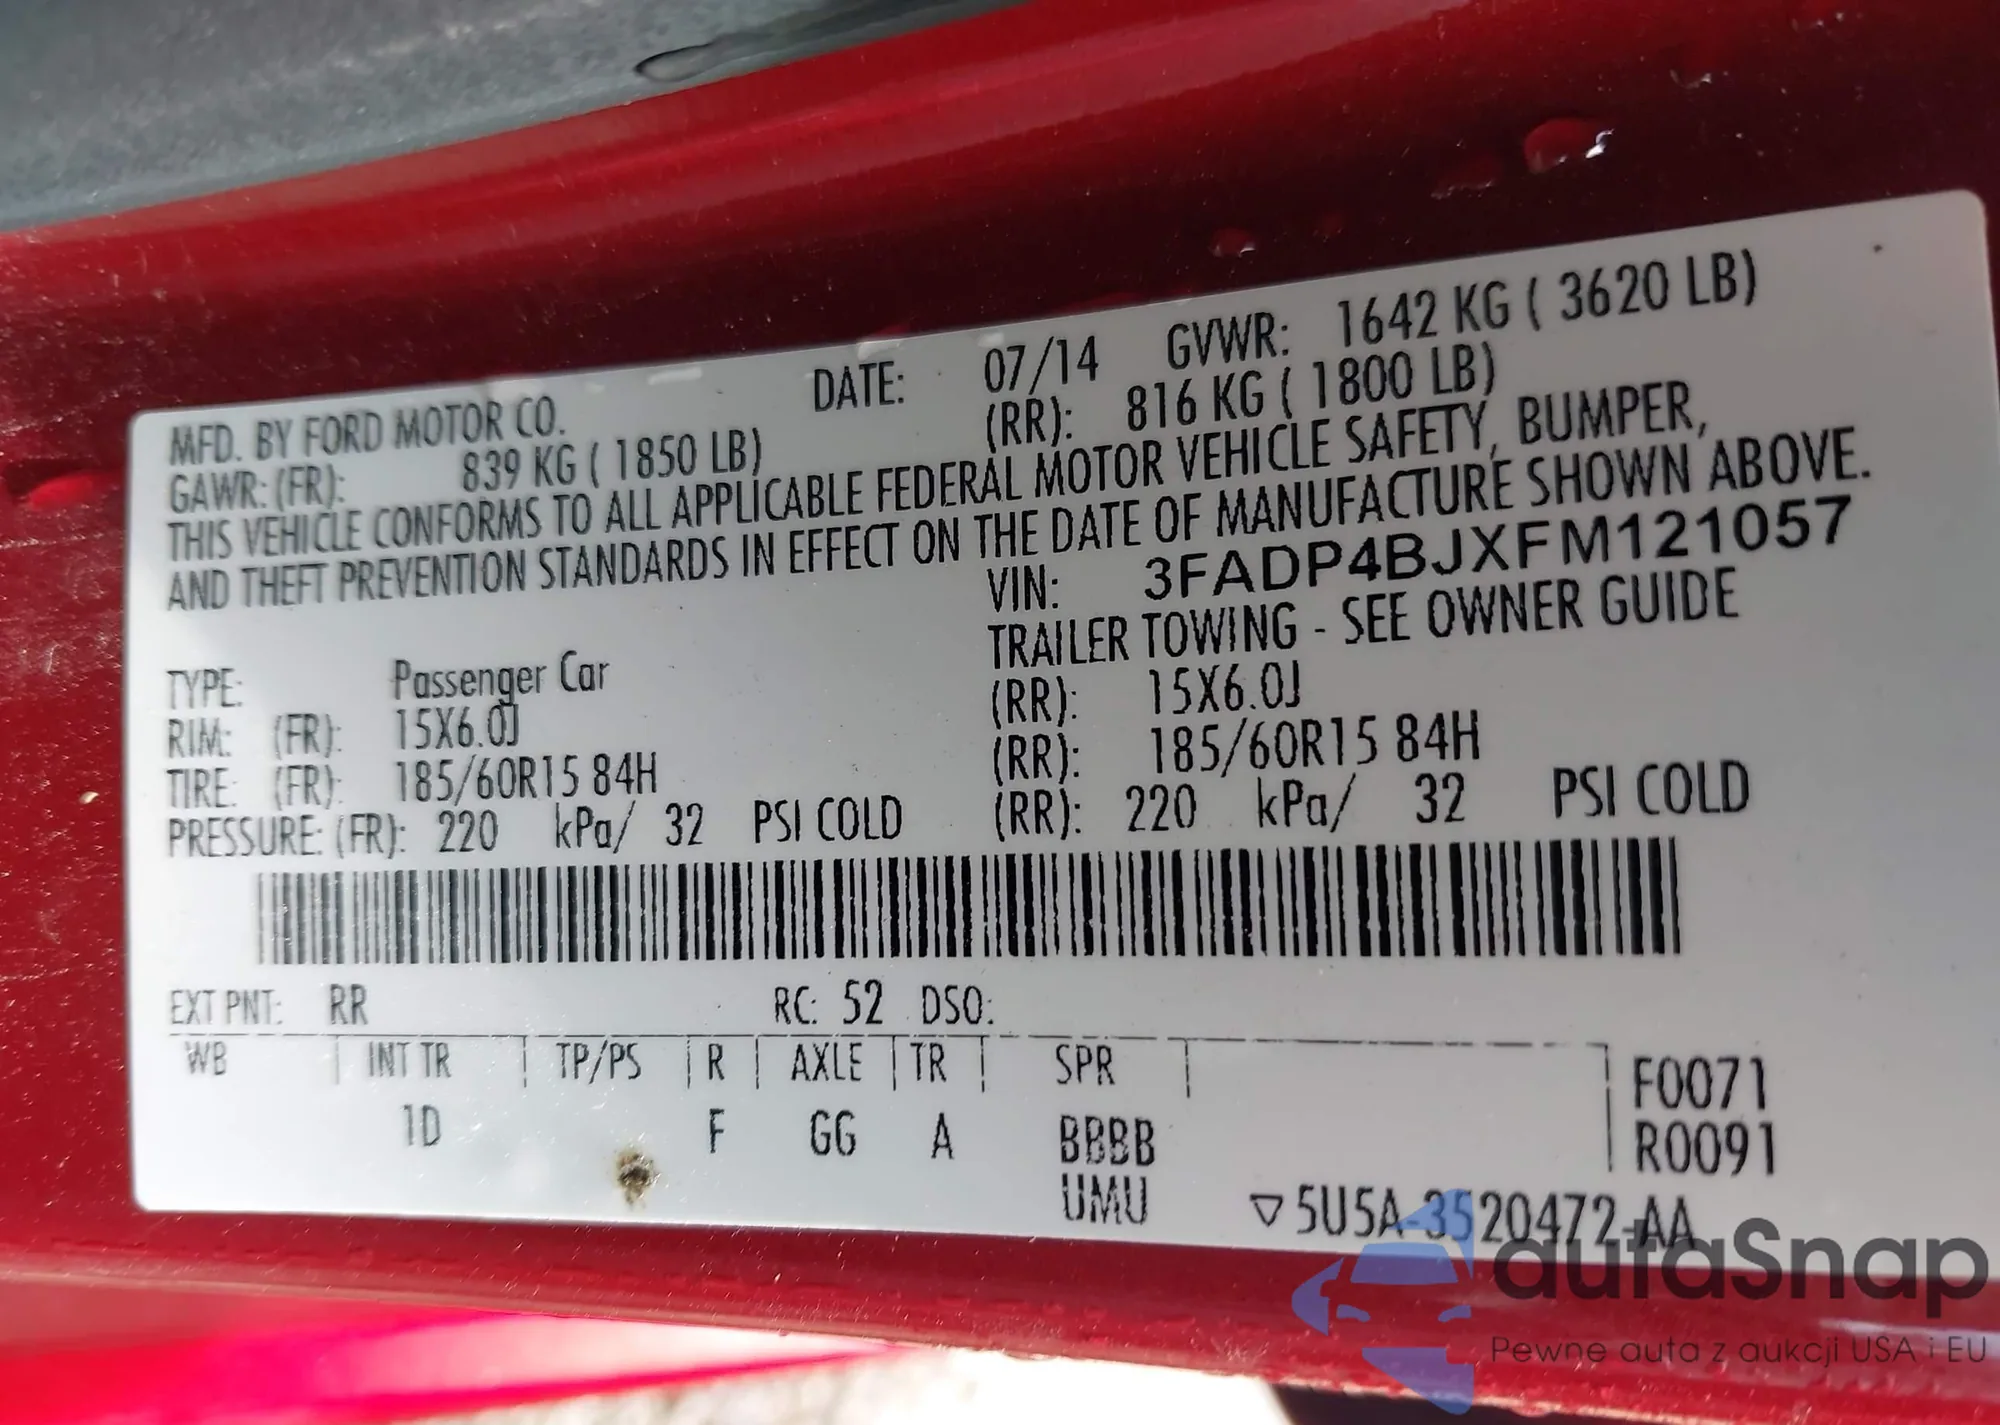 MFD. BY FORD MOTOR CO. DATE: 07/14 GVWR: 1642 KG ( 3620 LB)
GAWR: (FR): 839 KG ( 1850 LB) (RR): 816 KG ( 1800 LB)
THIS VEHICLE CONFORMS TO ALL APPLICABLE FEDERAL MOTOR VEHICLE SAFETY, BUMPER,
AND THEFT PREVENTION STANDARDS IN EFFECT ON THE DATE OF MANUFACTURE SHOWN ABOVE.
VIN: 3FADP4BJXFM121057
TRAILER TOWING - SEE OWNER GUIDE
TYPE: Passenger Car
RIM: (FR): 15X6.0J (RR): 15X6.0J
TIRE: (FR): 185/60R15 84H (RR): 185/60R15 84H
PRESSURE: (FR): 220 kPa/ 32 PSI COLD (RR): 220 kPa/ 32 PSI COLD
EXT PNT: RR RC: 52 DSO:
WB INT TR TP/PS R AXLE TR SPR F0071
1D F GG A BBBB R0091
UMU ▽5U5A-3520472-AA
autaSnap
Pewne auta z aukcji USA i EU